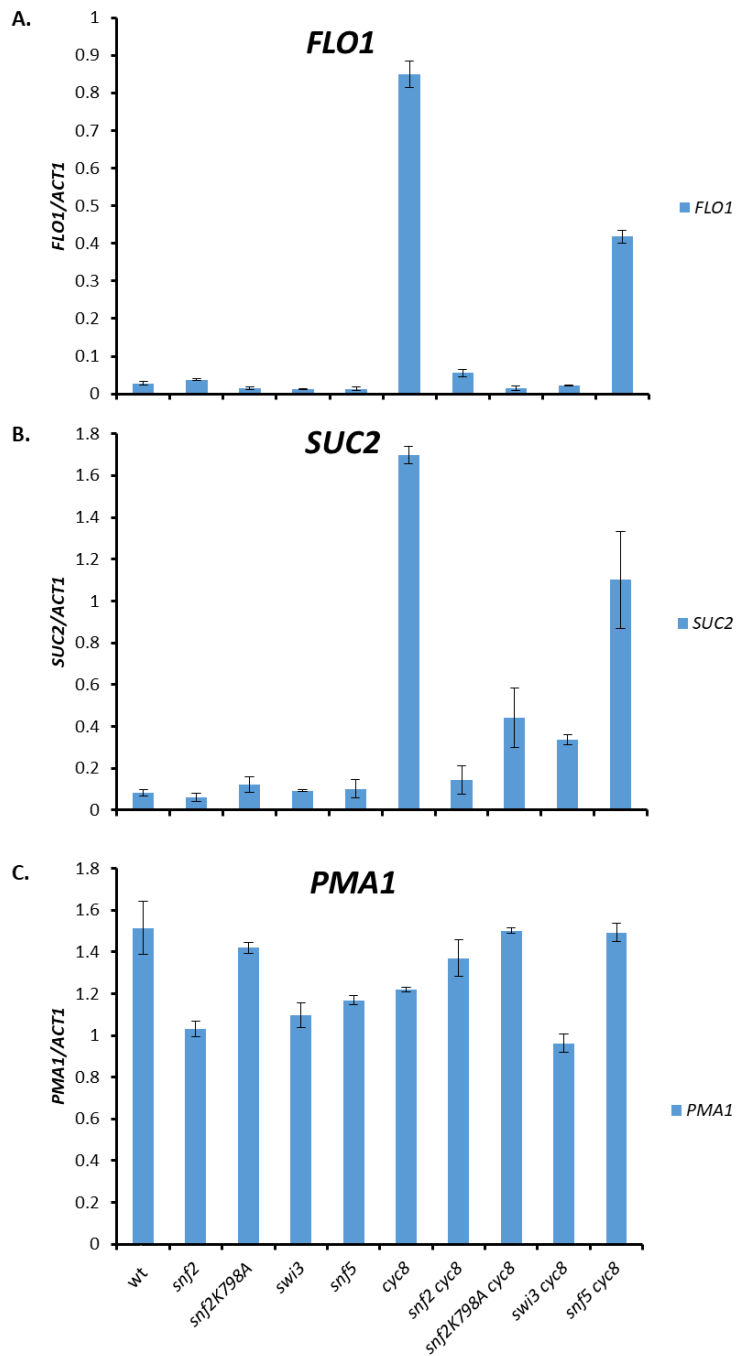 A.
FLO1
1
0.9
0.8
0.7
0.6
0.5
0.4
0.3
0.2
0.1
0
FLO1/ACT1
FLO1
B.
SUC2
1.8
1.6
1.4
1.2
1
0.8
0.6
0.4
0.2
0
SUC2/ACT1
SUC2
C.
PMA1
1.8
1.6
1.4
1.2
1
0.8
0.6
0.4
0.2
0
PMA1/ACT1
PMA1
wt
snf2
snf2K798A
swi3
snf5
cyc8
snf2 cyc8
snf2K798A cyc8
swi3 cyc8
snf5 cyc8